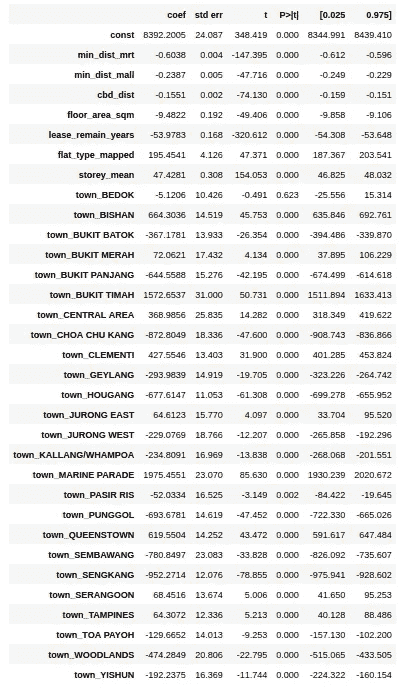 coef std err t P>|t| [0.025 0.975]
const 8392.2005 24.087 348.419 0.000 8344.991 8439.410
min_dist_mrt -0.6038 0.004 -147.395 0.000 -0.612 -0.596
min_dist_mall -0.2387 0.005 -47.716 0.000 -0.249 -0.229
cbd_dist -0.1551 0.002 -74.130 0.000 -0.159 -0.151
floor_area_sqm -9.4822 0.192 -49.406 0.000 -9.858 -9.106
lease_remain_years -53.9783 0.168 -320.612 0.000 -54.308 -53.648
flat_type_mapped 195.4541 4.126 47.371 0.000 187.367 203.541
storey_mean 47.4281 0.308 154.053 0.000 46.825 48.032
town_BEDOK -5.1206 10.426 -0.491 0.623 -25.556 15.314
town_BISHAN 664.3036 14.519 45.753 0.000 635.846 692.761
town_BUKIT BATOK -367.1781 13.933 -26.354 0.000 -394.486 -339.870
town_BUKIT MERAH 72.0621 17.432 4.134 0.000 37.895 106.229
town_BUKIT PANJANG -644.5588 15.276 -42.195 0.000 -674.499 -614.618
town_BUKIT TIMAH 1572.6537 31.000 50.731 0.000 1511.894 1633.413
town_CENTRAL AREA 368.9856 25.835 14.282 0.000 318.349 419.622
town_CHOA CHU KANG -872.8049 18.336 -47.600 0.000 -908.743 -836.866
town_CLEMENTI 427.5546 13.403 31.900 0.000 401.285 453.824
town_GEYLANG -293.9839 14.919 -19.705 0.000 -323.226 -264.742
town_HOUGANG -677.6147 11.053 -61.308 0.000 -699.278 -655.952
town_JURONG EAST 64.6123 15.770 4.097 0.000 33.704 95.520
town_JURONG WEST -229.0769 18.766 -12.207 0.000 -265.858 -192.296
town_KALLANG/WHAMPOA -234.8091 16.969 -13.838 0.000 -268.068 -201.551
town_MARINE PARADE 1975.4551 23.070 85.630 0.000 1930.239 2020.672
town_PASIR RIS -52.0334 16.525 -3.149 0.002 -84.422 -19.645
town_PUNGGOL -693.6781 14.619 -47.452 0.000 -722.330 -665.026
town_QUEENSTOWN 619.5504 14.252 43.472 0.000 591.617 647.484
town_SEMBAWANG -780.8497 23.083 -33.828 0.000 -826.092 -735.607
town_SENGKANG -952.2714 12.076 -78.855 0.000 -975.941 -928.602
town_SERANGOON 68.4516 13.674 5.006 0.000 41.650 95.253
town_TAMPINES 64.3072 12.336 5.213 0.000 40.128 88.486
town_TOA PAYOH -129.6652 14.013 -9.253 0.000 -157.130 -102.200
town_WOODLANDS -474.2849 20.806 -22.795 0.000 -515.065 -433.505
town_YISHUN -192.2375 16.369 -11.744 0.000 -224.322 -160.154